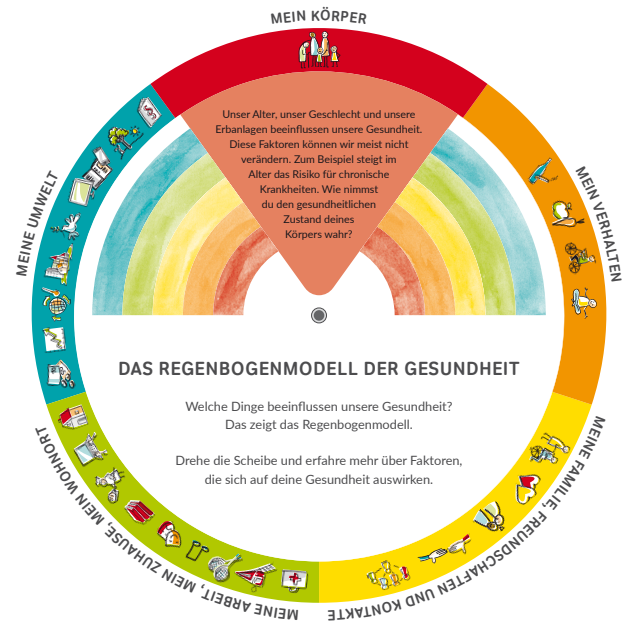 MEIN KÖRPER
Unser Alter, unser Geschlecht und unsere
Erbanlagen beeinflussen unsere Gesundheit.
Diese Faktoren können wir meist nicht
verändern. Zum Beispiel steigt im
Alter das Risiko für chronische
Krankheiten. Wie nimmst
du den gesundheitlichen
Zustand deines
Körpers wahr?
MEIN VERHALTEN
MEINE UMWELT
DAS REGENBOGENMODELL DER GESUNDHEIT
Welche Dinge beeinflussen unsere Gesundheit?
Das zeigt das Regenbogenmodell.
Drehe die Scheibe und erfahre mehr über Faktoren,
die sich auf deine Gesundheit auswirken.
MEINE FAMILIE, FREUNDSCHAFTEN UND KONTAKTE
MEINE ARBEIT, MEIN ZUHAUSE, MEIN WOHNORT